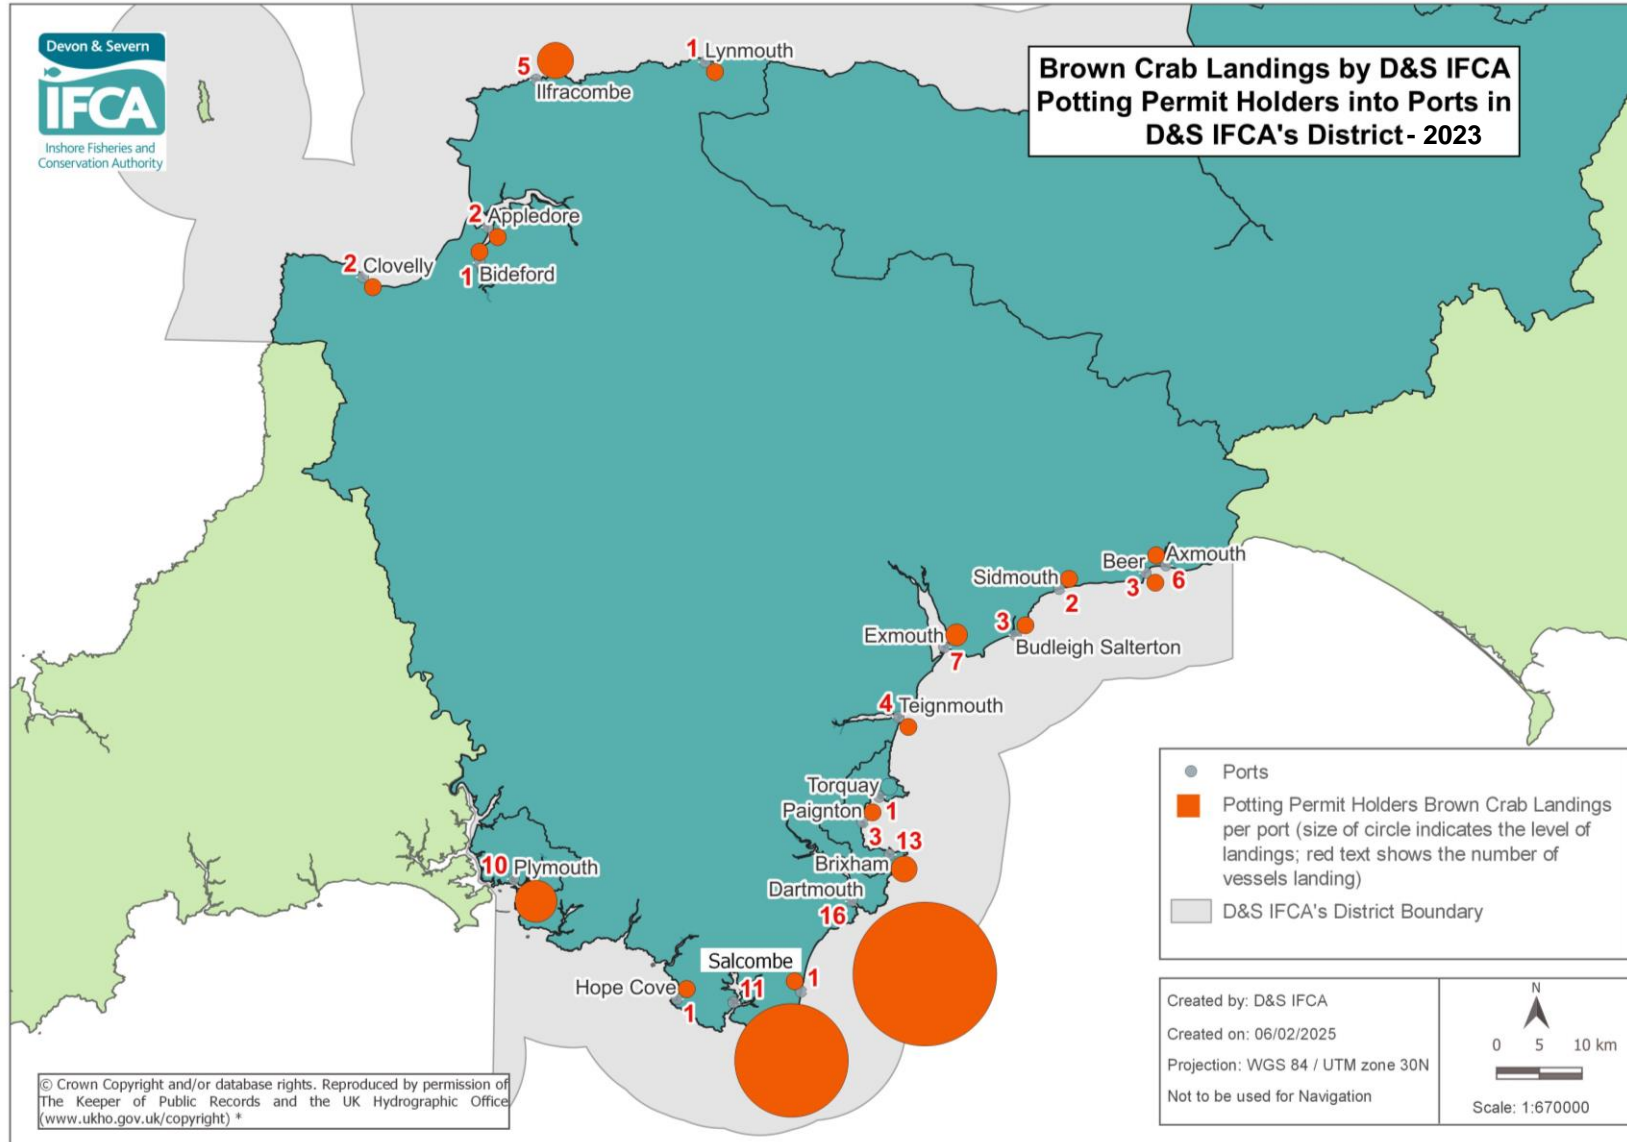 Devon & Severn
IFCA
Inshore Fisheries and
Conservation Authority
Brown Crab Landings by D&S IFCA
Potting Permit Holders into Ports in
D&S IFCA's District - 2023
1 Lynmouth
5
Ilfracombe
2 Appledore
1 Bideford
2 Clovelly
Beer
Axmouth
3
6
Sidmouth
2
3
Budleigh Salterton
Exmouth
7
4 Teignmouth
Torquay
1
Paignton
3
13
Brixham
Dartmouth
16
10 Plymouth
Salcombe
11
1
Hope Cove
1
Ports
Potting Permit Holders Brown Crab Landings
per port (size of circle indicates the level of
landings; red text shows the number of
vessels landing)
D&S IFCA's District Boundary
Created by: D&S IFCA
Created on: 06/02/2025
Projection: WGS 84 / UTM zone 30N
Not to be used for Navigation
N
0 5 10 km
Scale: 1:670000
© Crown Copyright and/or database rights. Reproduced by permission of
The Keeper of Public Records and the UK Hydrographic Office
(www.ukho.gov.uk/copyright) *